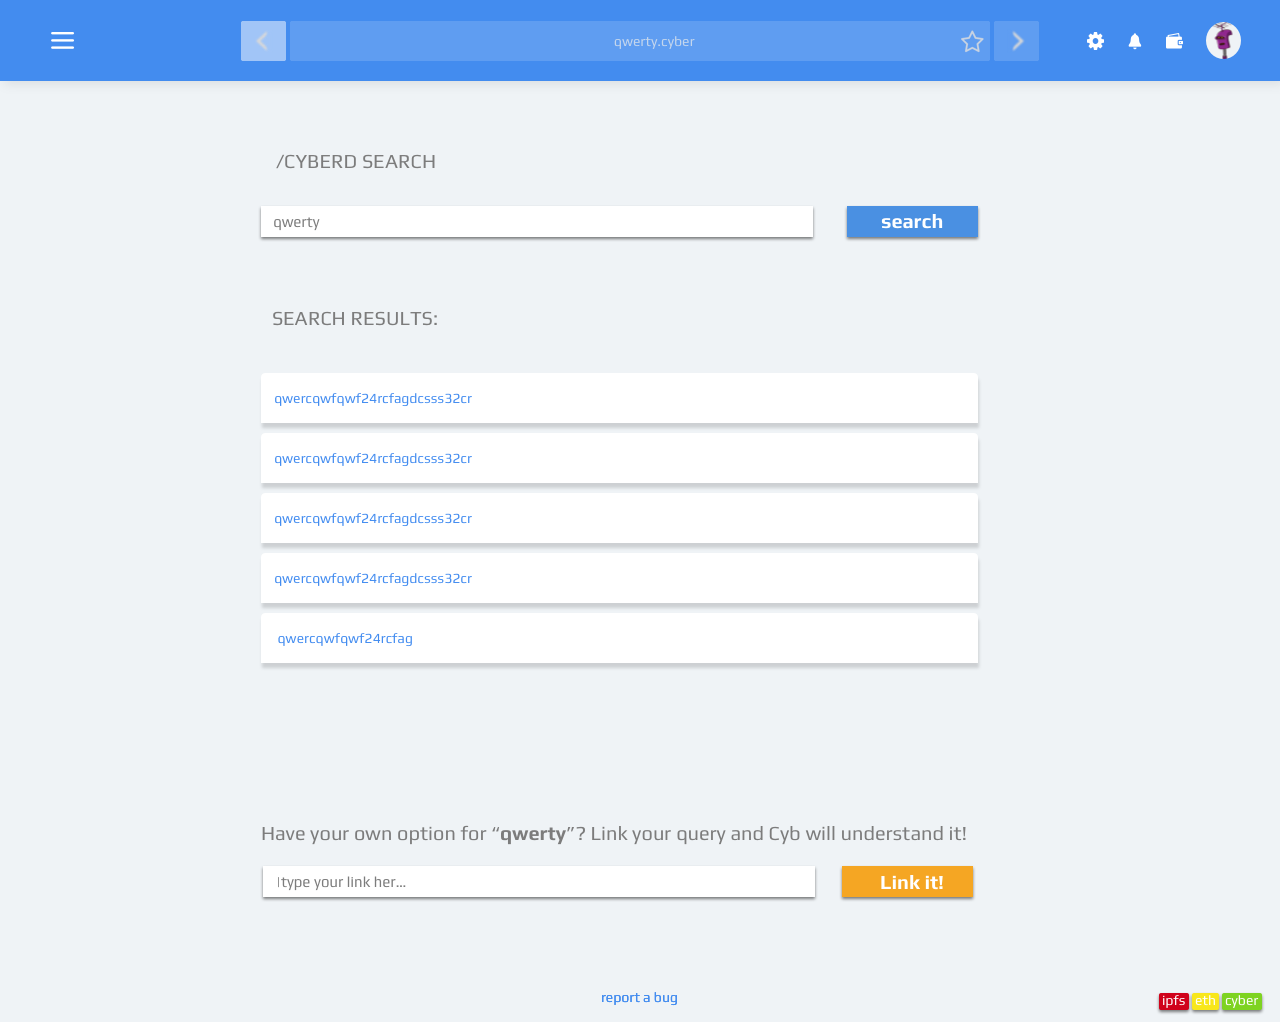 qwerty.cyber
/CYBERD SEARCH
qwerty
search
SEARCH RESULTS:
qwercqwfqwf24rcfagdcsss32cr
qwercqwfqwf24rcfagdcsss32cr
qwercqwfqwf24rcfagdcsss32cr
qwercqwfqwf24rcfagdcsss32cr
qwercqwfqwf24rcfag
Have your own option for “qwerty”? Link your query and Cyb will understand it!
type your link her...
Link it!
report a bug
ipfs eth cyber